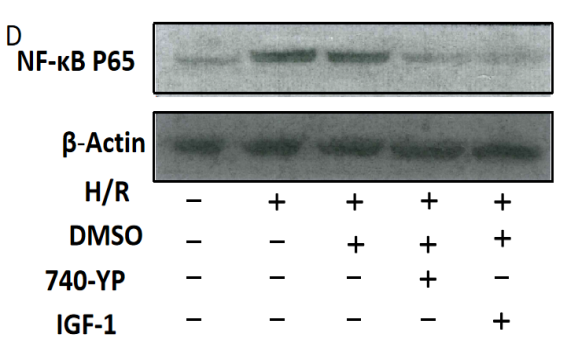 D
NF-κB P65
β-Actin
H/R − + + + +
DMSO − − + + +
740-YP − − − + −
IGF-1 − − − − +